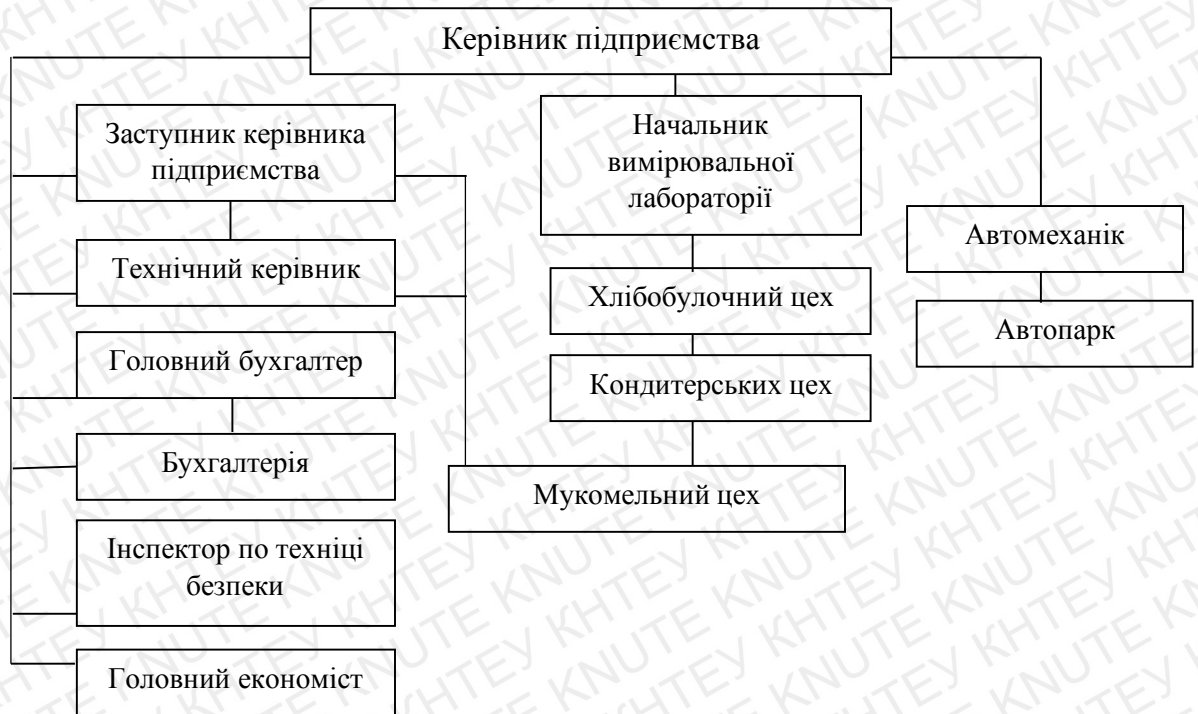 Керівник підприємства
Заступник керівника
підприємства
Технічний керівник
Головний бухгалтер
Бухгалтерія
Інспектор по техніці
безпеки
Головний економіст
Начальник
вимірювальної
лабораторії
Хлібобулочний цех
Кондитерських цех
Мукомельний цех
Автомеханік
Автопарк